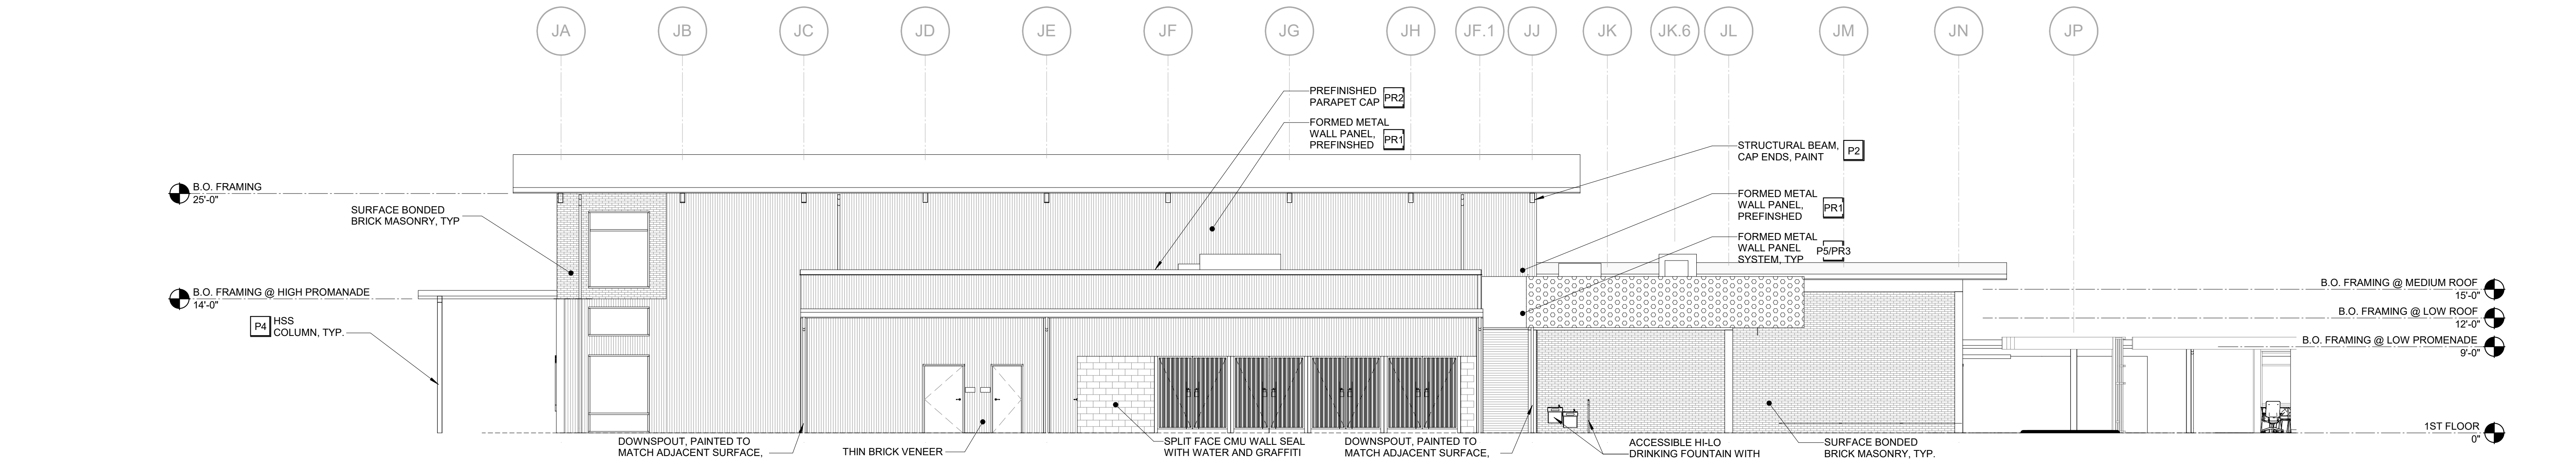 JA
JB
JC
JD
JE
JF
JG
JH
JF.1
JJ
JK
JK.6
JL
JM
JN
JP
PREFINISHED
PARAPET CAP
PR2
FORMED METAL
WALL PANEL,
PREFINSHED
PR1
STRUCTURAL BEAM,
CAP ENDS, PAINT
P2
FORMED METAL
WALL PANEL,
PREFINSHED
PR1
FORMED METAL
WALL PANEL
SYSTEM, TYP
P5/PR3
B.O. FRAMING
25'-0"
SURFACE BONDED
BRICK MASONRY, TYP
B.O. FRAMING @ HIGH PROMANADE
14'-0"
P4
HSS
COLUMN, TYP.
B.O. FRAMING @ MEDIUM ROOF
15'-0"
B.O. FRAMING @ LOW ROOF
12'-0"
B.O. FRAMING @ LOW PROMENADE
9'-0"
1ST FLOOR
0"
DOWNSPOUT, PAINTED TO
MATCH ADJACENT SURFACE,
THIN BRICK VENEER
SPLIT FACE CMU WALL SEAL
WITH WATER AND GRAFFITI
DOWNSPOUT, PAINTED TO
MATCH ADJACENT SURFACE,
ACCESSIBLE HI-LO
DRINKING FOUNTAIN WITH
SURFACE BONDED
BRICK MASONRY, TYP.